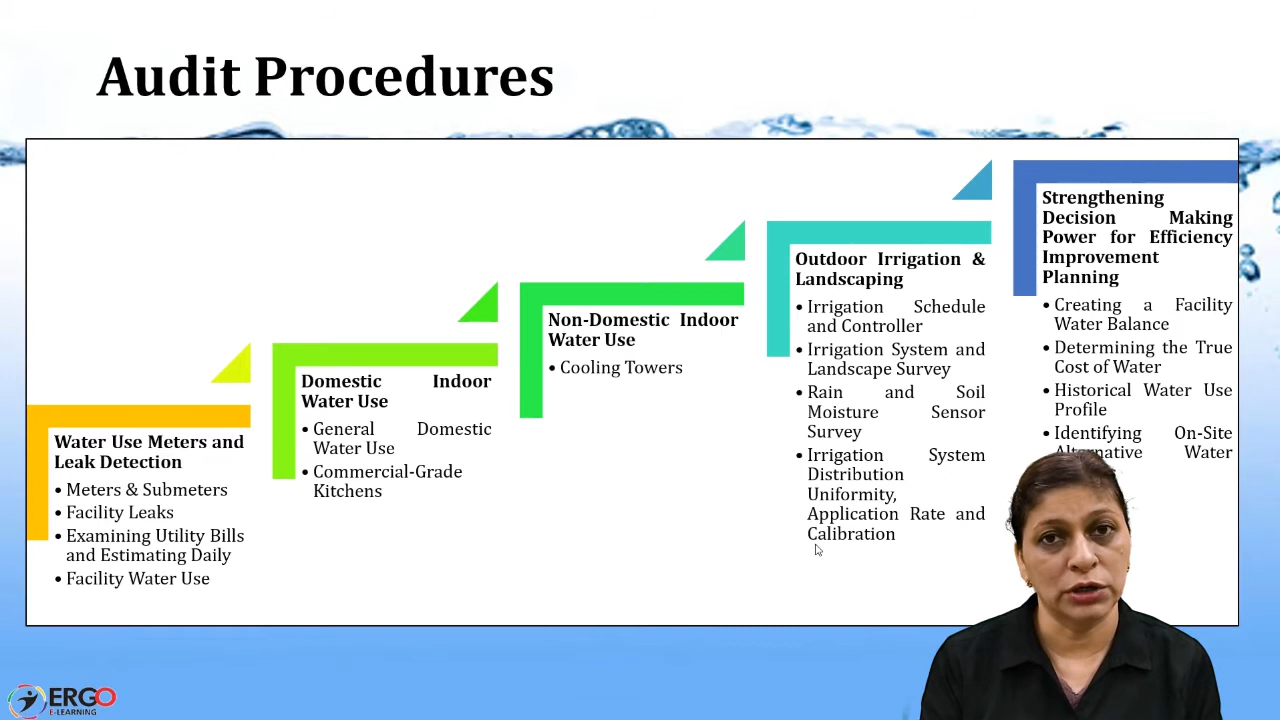 Audit Procedures
Water Use Meters and
Leak Detection
• Meters & Submeters
• Facility Leaks
• Examining Utility Bills
and Estimating Daily
• Facility Water Use
Domestic Indoor
Water Use
• General Domestic
Water Use
• Commercial-Grade
Kitchens
Non-Domestic Indoor
Water Use
• Cooling Towers
Outdoor Irrigation &
Landscaping
• Irrigation Schedule
and Controller
• Irrigation System and
Landscape Survey
• Rain and Soil
Moisture Sensor
Survey
• Irrigation System
Distribution
Uniformity,
Application Rate and
Calibration
Strengthening
Decision Making
Power for Efficiency
Improvement
Planning
• Creating a Facility
Water Balance
• Determining the True
Cost of Water
• Historical Water Use
Profile
• Identifying On-Site
Alternative Water
ERGO
E-LEARNING